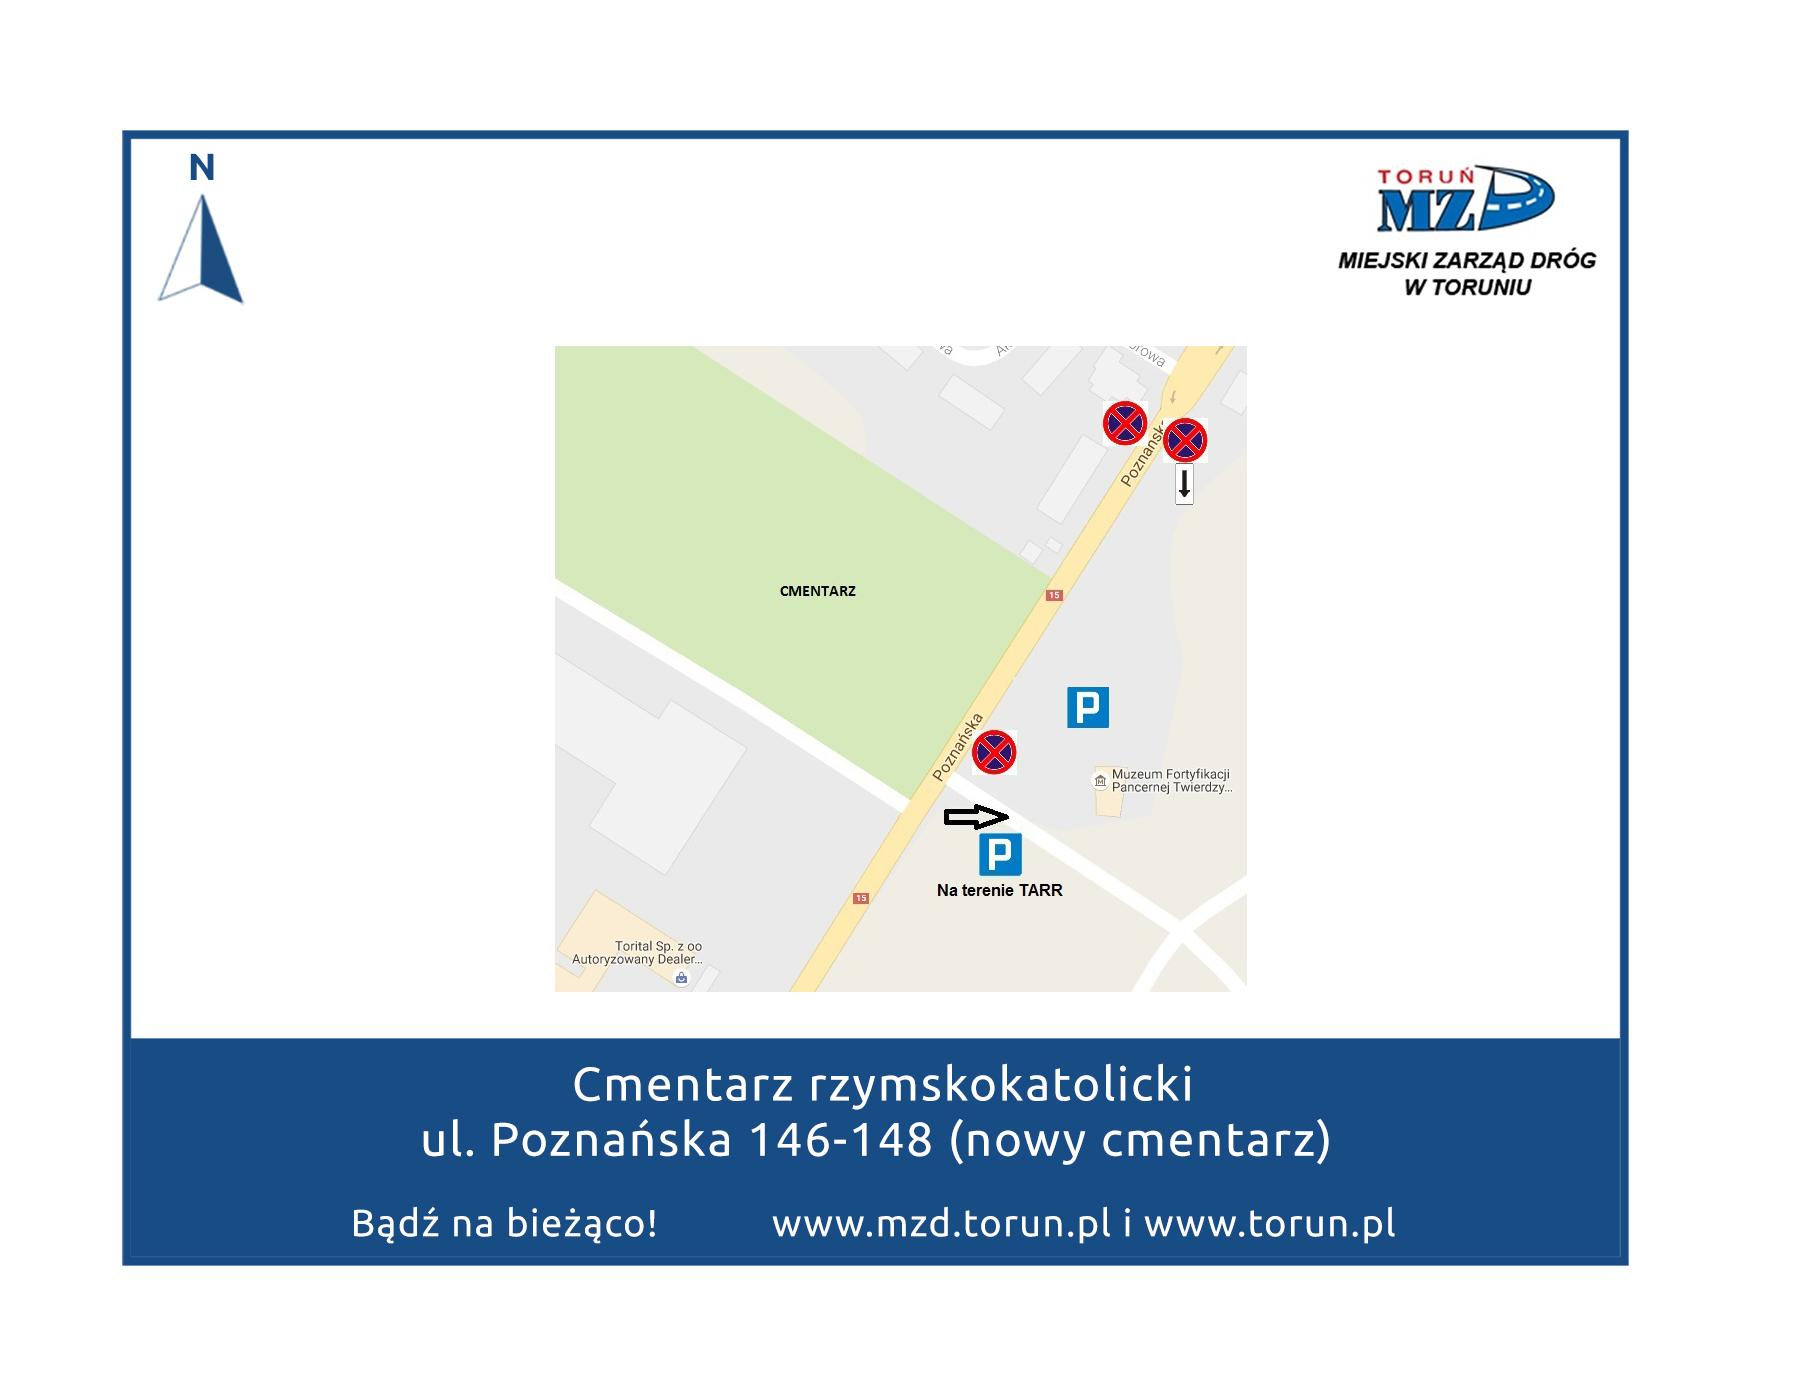 N
TORUŃ
MZD
MIEJSKI ZARZĄD DRÓG
W TORUNIU
Poznańska
CMENTARZ
15
P
Poznańska
Muzeum Fortyfikacji
Pancernej Twierdzy...
P
Na terenie TARR
15
Torital Sp. z oo
Autoryzowany Dealer...
Cmentarz rzymskokatolicki
ul. Poznańska 146-148 (nowy cmentarz)
Bądź na bieżąco! www.mzd.torun.pl i www.torun.pl